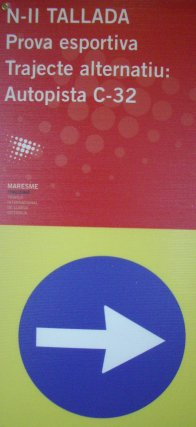 N-II TALLADA
Prova esportiva
Trajecte alternatiu:
Autopista C-32
MARESME